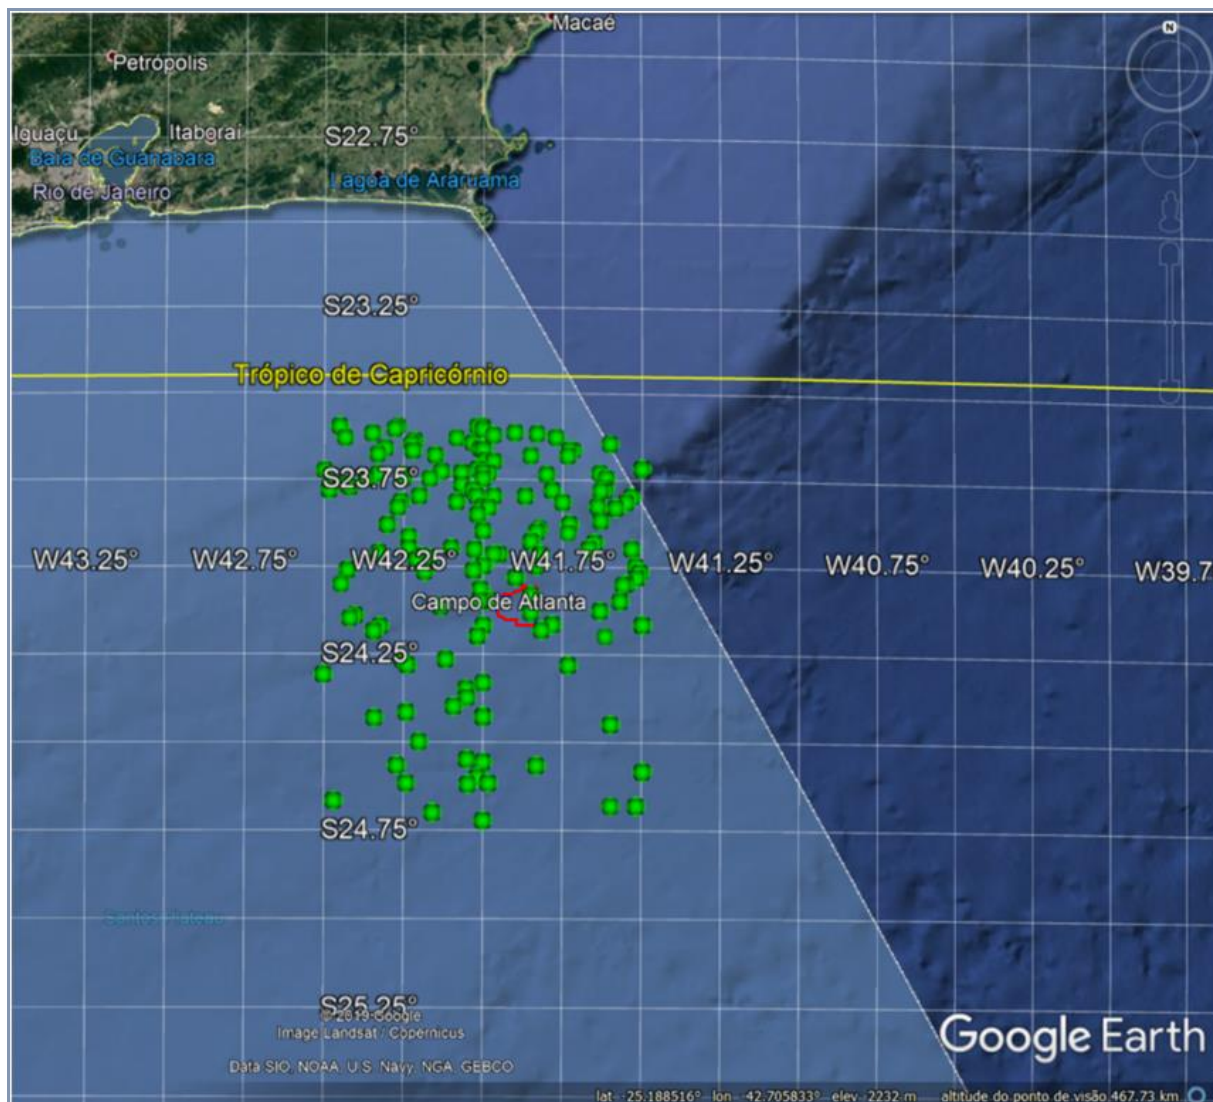 Macaé
Petrópolis
Iguaçu
Itaboraí
S22.75°
Baía de Guanabara
Lagoa de Araruama
Rio de Janeiro
N
S23.25°
Trópico de Capricórnio
S23.75°
W43.25°
W42.75°
W42.25°
W41.75°
W41.25°
W40.75°
W40.25°
W39.7
Campo de Atlanta
S24.25°
S24.75°
Santos Plateau
S25.25°
© 2019 Google
Image Landsat / Copernicus
Google Earth
Data SIO, NOAA, U.S. Navy, NGA, GEBCO
lat -25.188516° lon -42.705833° elev -2232 m altitude do ponto de visão 467.73 km